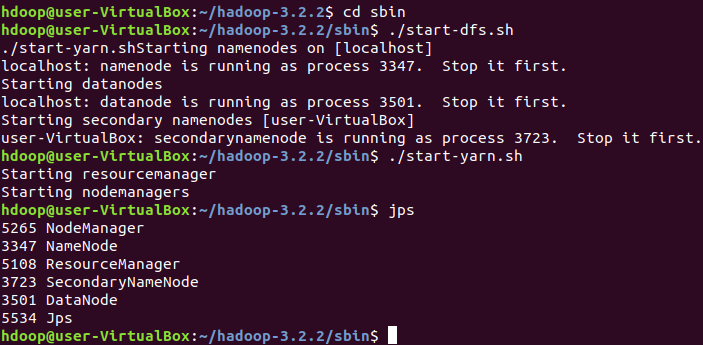 hdoop@user-VirtualBox:~/hadoop-3.2.2$ cd sbin
hdoop@user-VirtualBox:~/hadoop-3.2.2/sbin$ ./start-dfs.sh
./start-yarn.shStarting namenodes on [localhost]
localhost: namenode is running as process 3347.  Stop it first.
Starting datanodes
localhost: datanode is running as process 3501.  Stop it first.
Starting secondary namenodes [user-VirtualBox]
user-VirtualBox: secondarynamenode is running as process 3723.  Stop it first.
hdoop@user-VirtualBox:~/hadoop-3.2.2/sbin$ ./start-yarn.sh
Starting resourcemanager
Starting nodemanagers
hdoop@user-VirtualBox:~/hadoop-3.2.2/sbin$ jps
5265 NodeManager
3347 NameNode
5108 ResourceManager
3723 SecondaryNameNode
3501 DataNode
5534 Jps
hdoop@user-VirtualBox:~/hadoop-3.2.2/sbin$